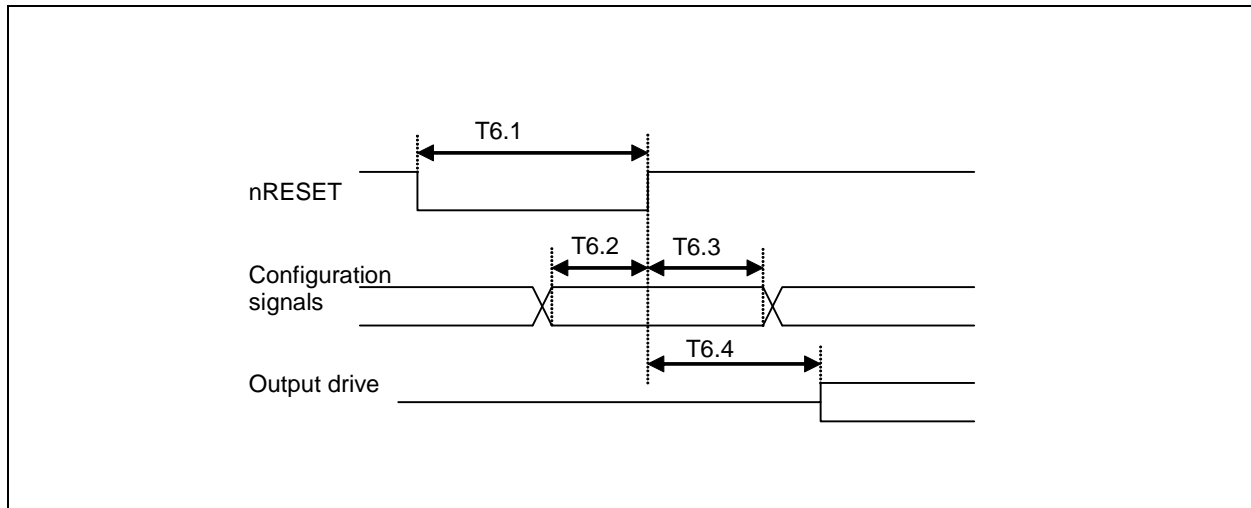 T6.1
nRESET
T6.2
T6.3
Configuration
signals
T6.4
Output drive